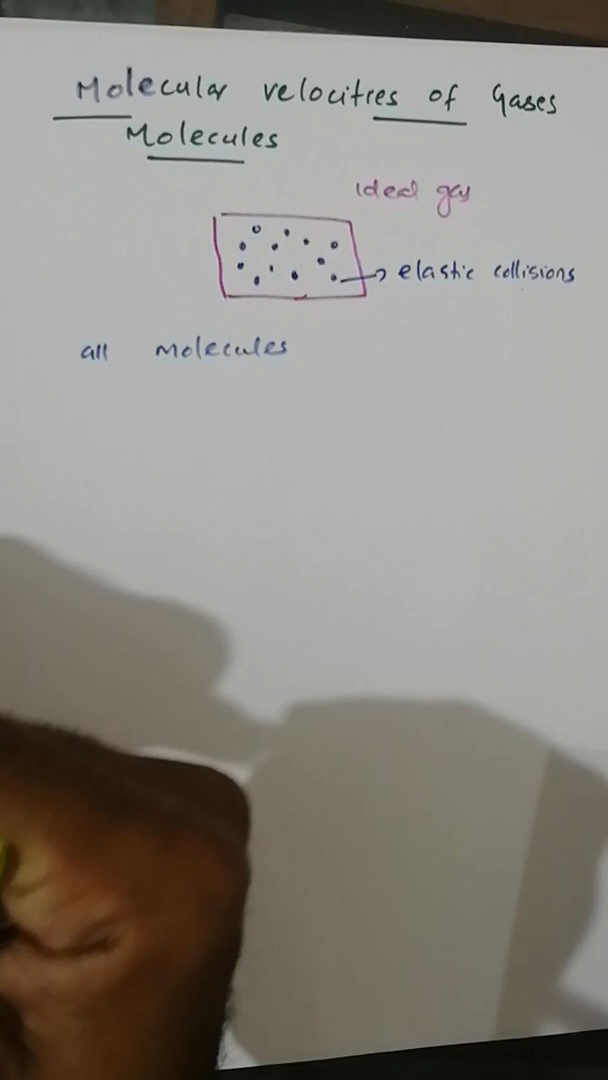 Molecular velocitres of Gases
Molecules
Ideal gas
elastic collisions
all molecules